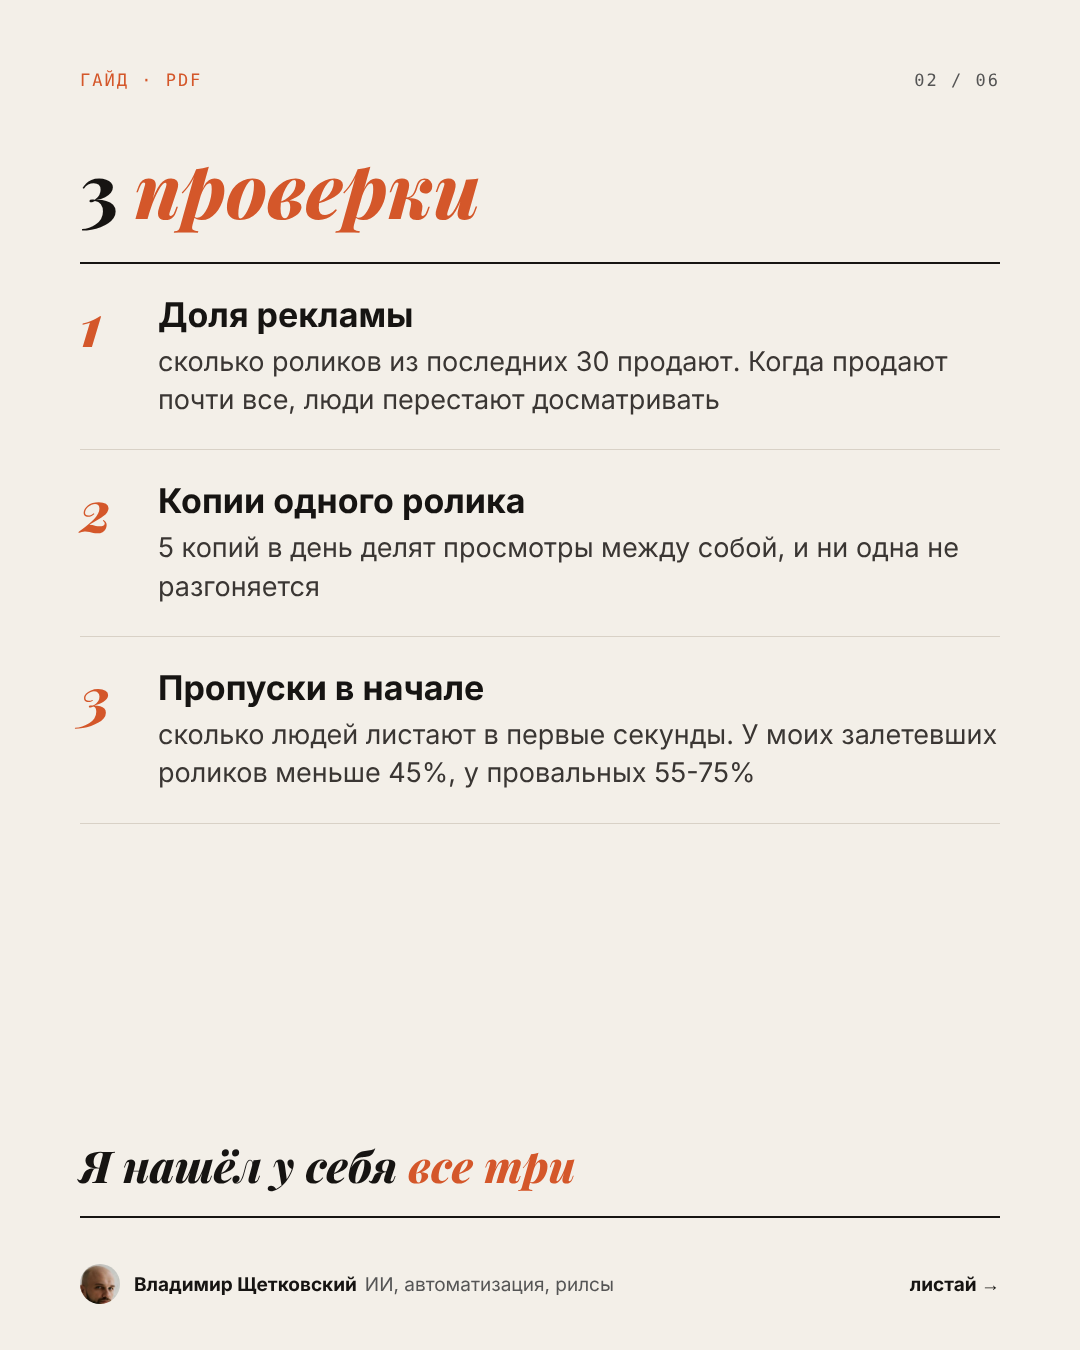 ГАЙД · PDF
02 / 06
3 проверки
1
Доля рекламы
сколько роликов из последних 30 продают. Когда продают
почти все, люди перестают досматривать
2
Копии одного ролика
5 копий в день делят просмотры между собой, и ни одна не
разгоняется
3
Пропуски в начале
сколько людей листают в первые секунды. У моих залетевших
роликов меньше 45%, у провальных 55-75%
Я нашёл у себя все три
Владимир Щетковский ИИ, автоматизация, рилсы
листай →